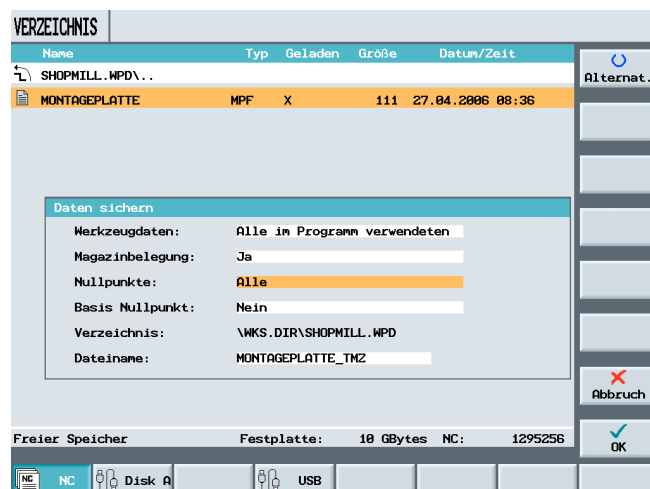 VERZEICHNIS
Name Typ Geladen Größe Datum/Zeit
SHOPMILL.WPD\..
MONTAGEPLATTE MPF X 111 27.04.2006 08:36
Daten sichern
Werkzeugdaten: Alle im Programm verwendeten
Magazinbelegung: Ja
Nullpunkte: Alle
Basis Nullpunkt: Nein
Verzeichnis: \WKS.DIR\SHOPMILL.WPD
Dateiname: MONTAGEPLATTE_TMZ
Freier Speicher Festplatte: 10 GBytes NC: 1295256
Alternat.
Abbruch
OK
NC NC Disk A USB